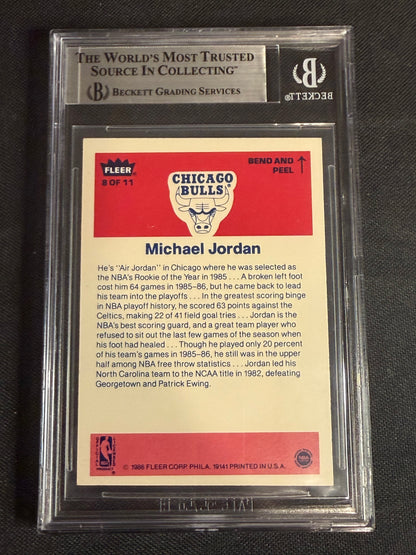 THE WORLD'S MOST TRUSTED
SOURCE IN COLLECTING™
BECKETT GRADING SERVICES
BECKETT
FLEER
8 OF 11
CHICAGO
BULLS
BEND AND
PEEL
Michael Jordan
He's "Air Jordan" in Chicago where he was selected as
the NBA's Rookie of the Year in 1985 . . . A broken left foot
cost him 64 games in 1985–86, but he came back to lead
his team into the playoffs . . . In the greatest scoring binge
in NBA playoff history, he scored 63 points against the
Celtics, making 22 of 41 field goal tries . . . Jordan is the
NBA's best scoring guard, and a great team player who
refused to sit out the last few games of the season when
his foot had healed . . . Though he played only 20 percent
of his team's games in 1985–86, he still was in the upper
half among NBA free throw statistics . . . Jordan led his
North Carolina team to the NCAA title in 1982, defeating
Georgetown and Patrick Ewing.
© 1986 FLEER CORP. PHILA. 19141 PRINTED IN U.S.A.